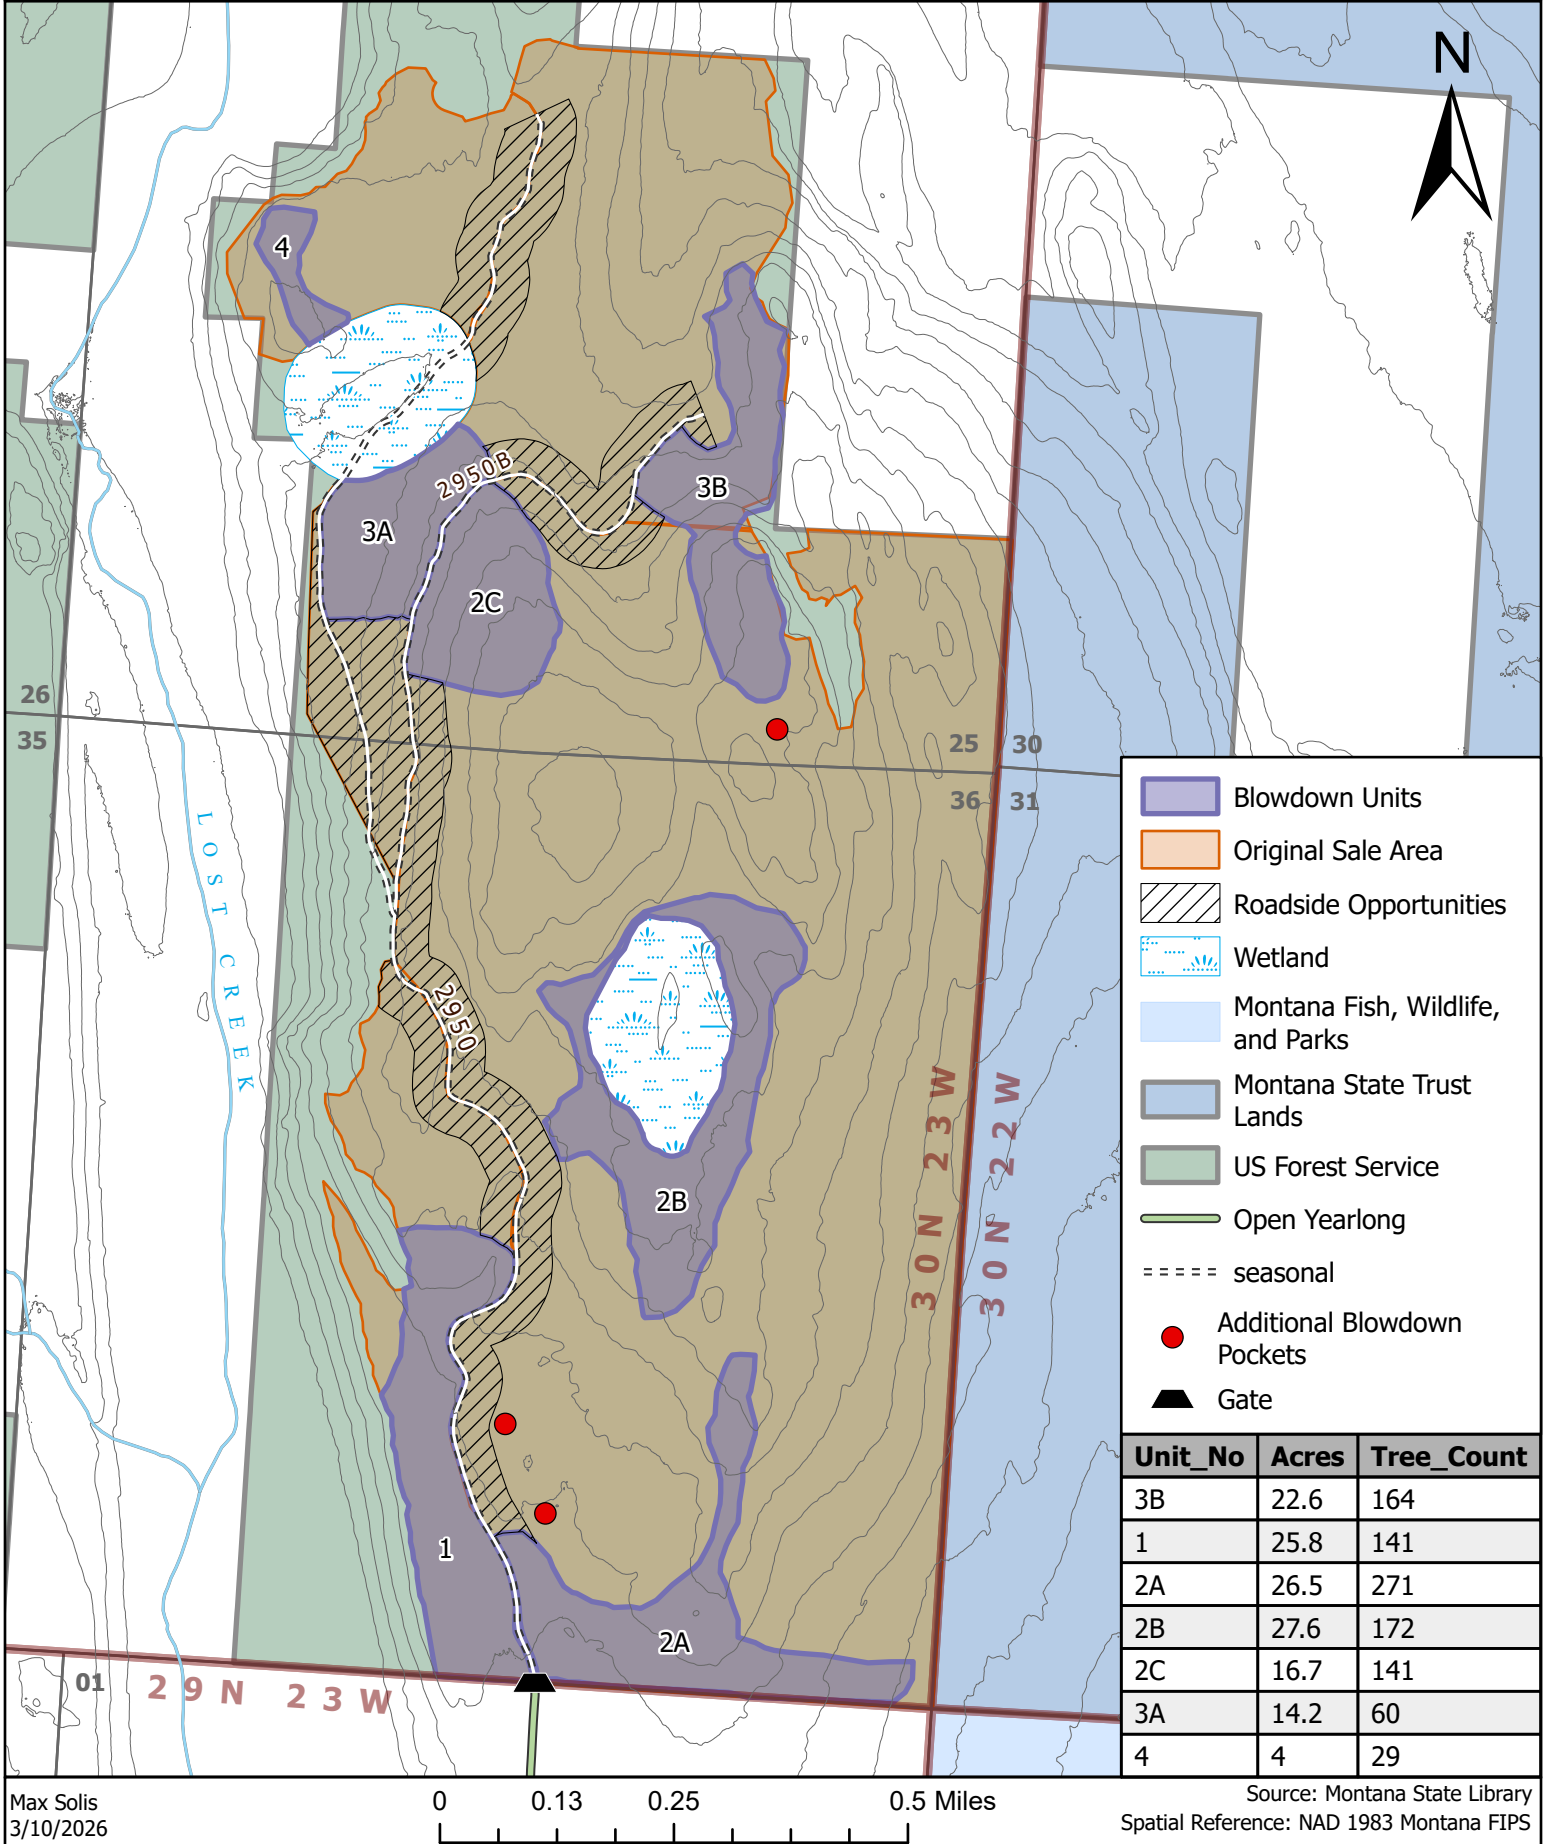 N
4
2950B
3B
3A
2C
26
35
25
30
36
31
LOST CREEK
2950
30N 23W
30N 22W
2B
1
2A
01
29N 23W
Blowdown Units
Original Sale Area
Roadside Opportunities
Wetland
Montana Fish, Wildlife,
and Parks
Montana State Trust
Lands
US Forest Service
Open Yearlong
seasonal
Additional Blowdown
Pockets
Gate
Unit_No Acres Tree_Count
3B 22.6 164
1 25.8 141
2A 26.5 271
2B 27.6 172
2C 16.7 141
3A 14.2 60
4 4 29
Max Solis
3/10/2026
0 0.13 0.25 0.5 Miles
Source: Montana State Library
Spatial Reference: NAD 1983 Montana FIPS